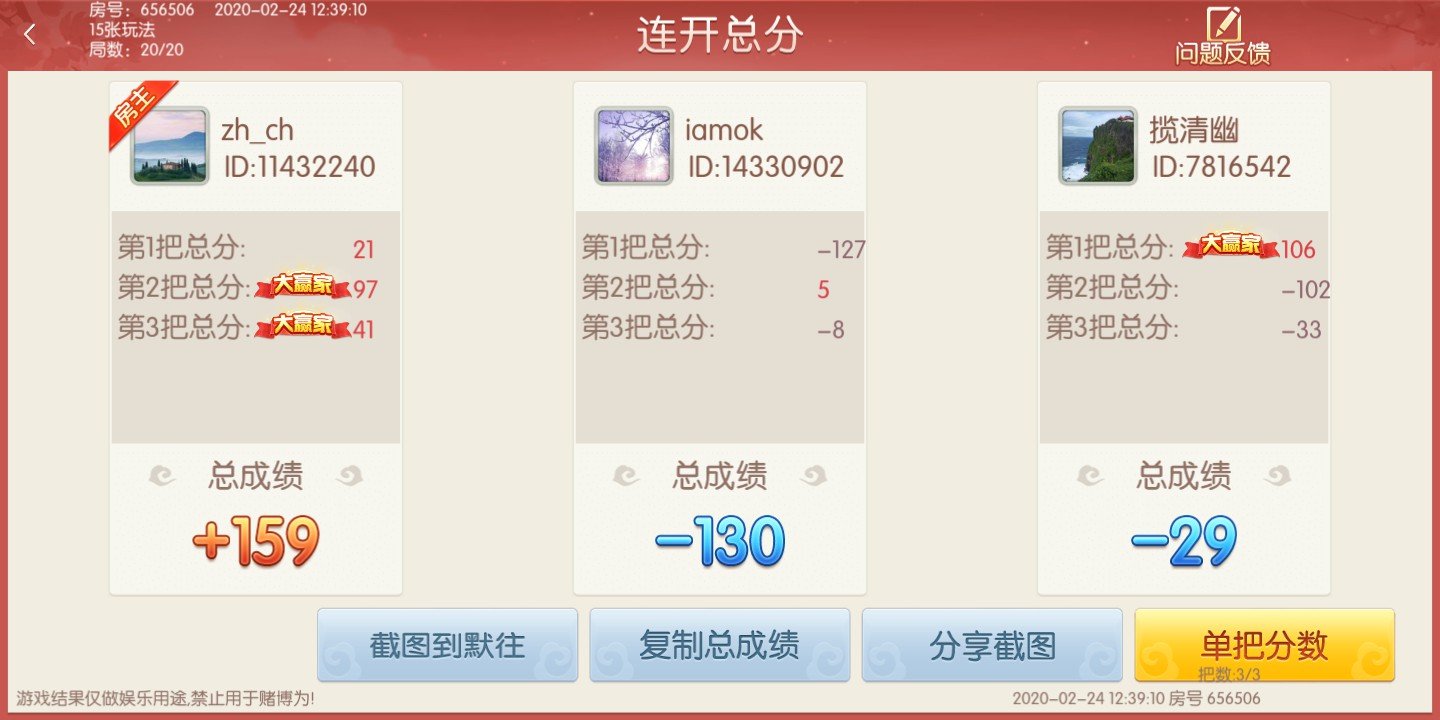 房号：656506 2020-02-24 12:39:10
15张玩法
局数：20/20
连开总分
问题反馈
房主
zh_ch
ID:11432240
第1把总分: 21
第2把总分: 大赢家 97
第3把总分: 大赢家 41
总成绩
+159
iamok
ID:14330902
第1把总分: -127
第2把总分: 5
第3把总分: -8
总成绩
-130
揽清幽
ID:7816542
第1把总分: 大赢家 106
第2把总分: -102
第3把总分: -33
总成绩
-29
截图到默往
复制总成绩
分享截图
单把分数
把数:3/3
游戏结果仅做娱乐用途,禁止用于赌博为!
2020-02-24 12:39:10 房号 656506